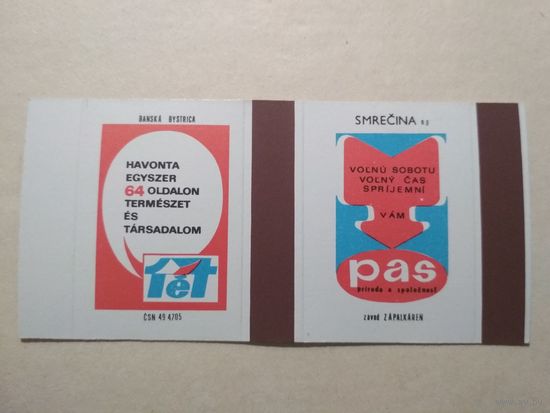 BANSKÁ BYSTRICA
HAVONTA
EGYSZER
64 OLDALON
TERMÉSZET
ÉS
TÁRSADALOM
tét
ČSN 49 4705
SMREČINA n.p.
VOĽNÚ SOBOTU
VOĽNÝ ČAS
SPRÍJEMNÍ
VÁM
pas
príroda a spoločnosť
závod ZÁPALKÁREŇ